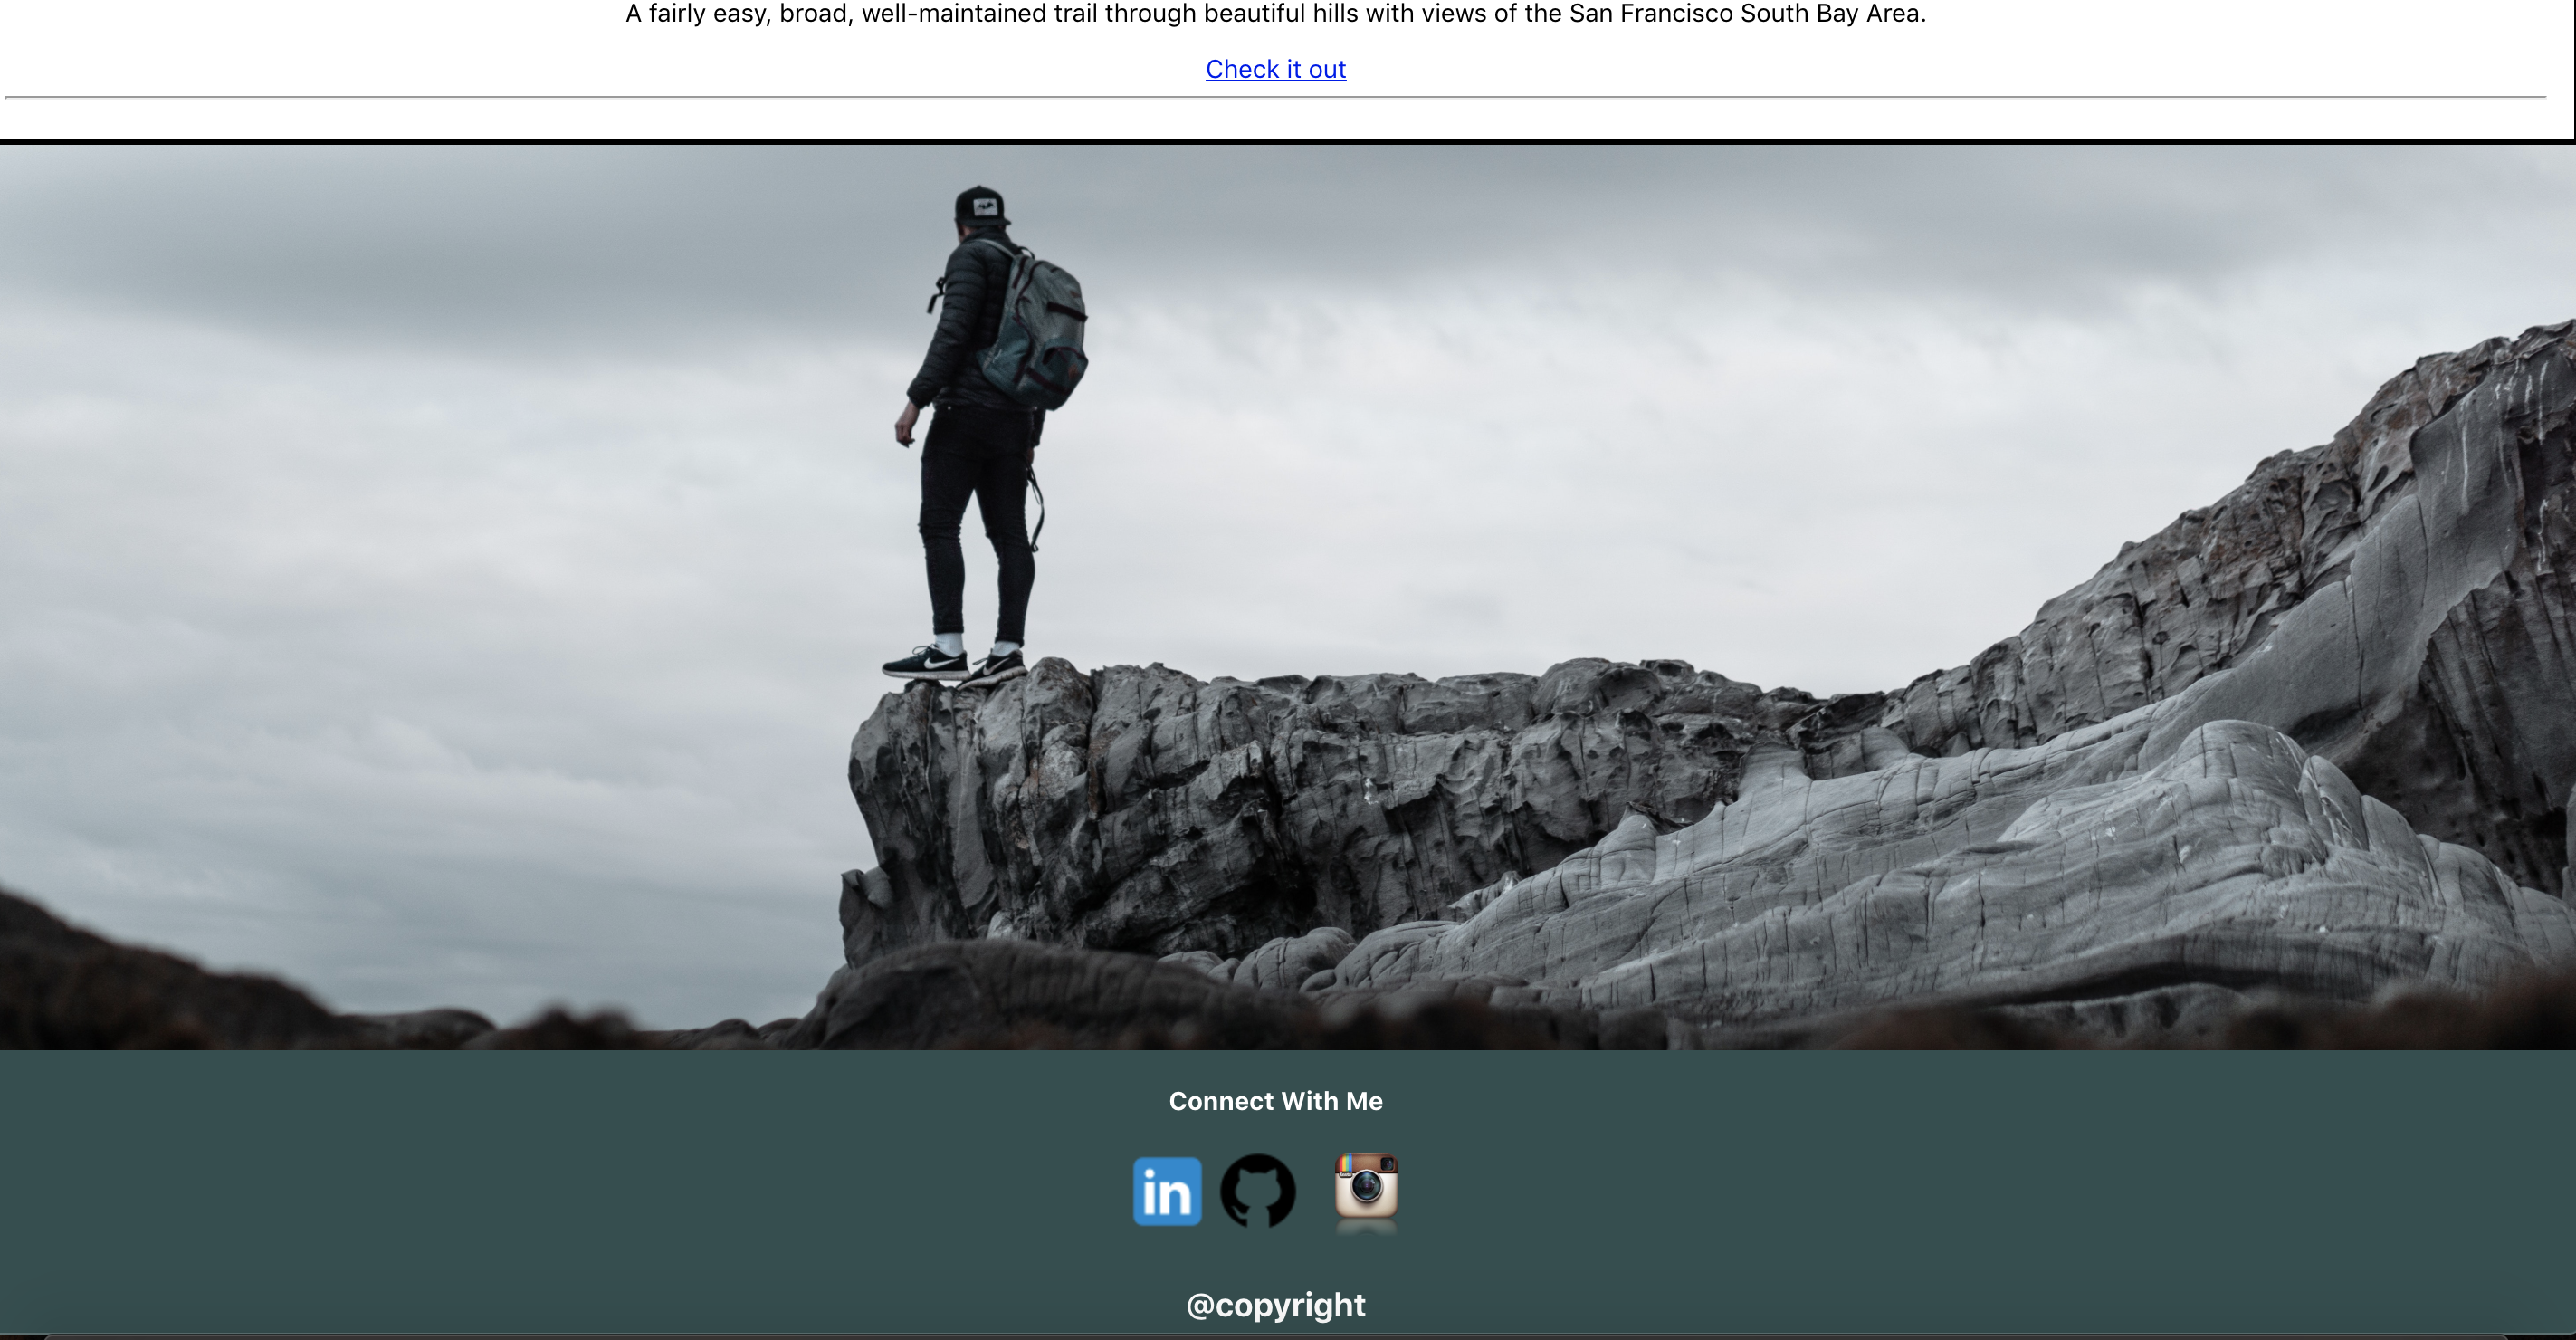 A fairly easy, broad, well-maintained trail through beautiful hills with views of the San Francisco South Bay Area.
Check it out
Connect With Me
in
@copyright